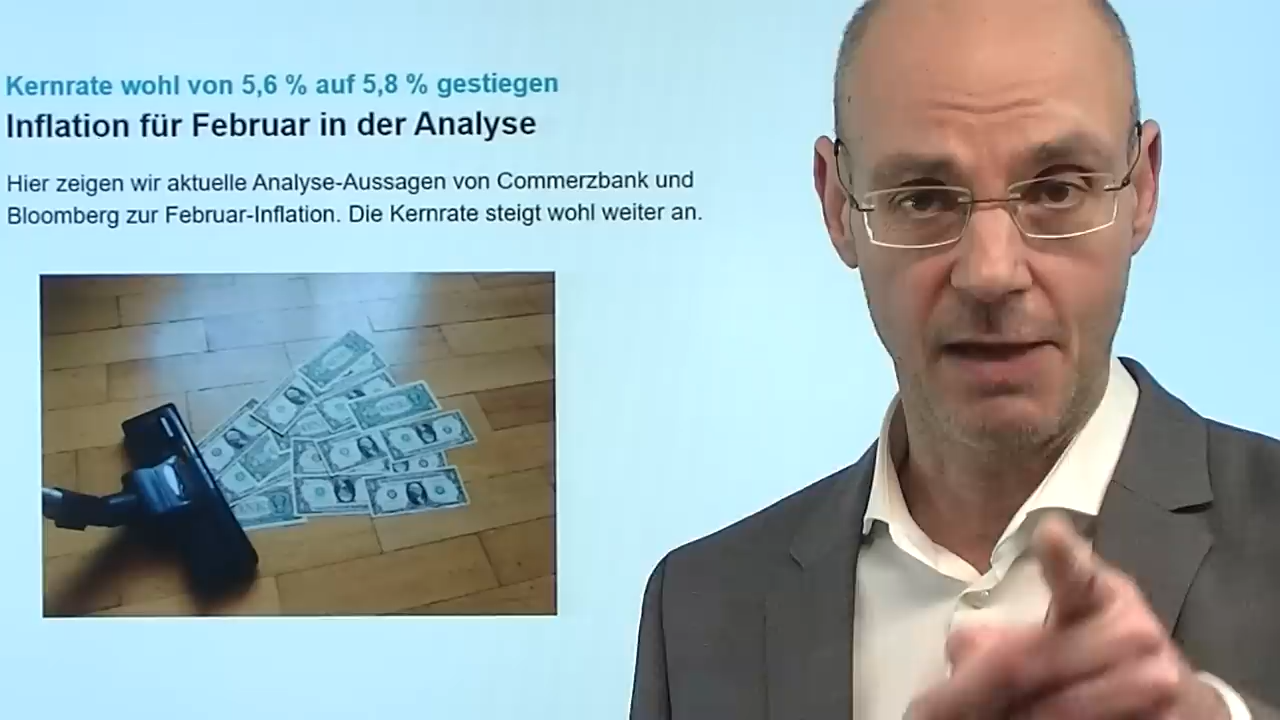 Kernrate wohl von 5,6 % auf 5,8 % gestiegen
Inflation für Februar in der Analyse
Hier zeigen wir aktuelle Analyse-Aussagen von Commerzbank und
Bloomberg zur Februar-Inflation. Die Kernrate steigt wohl weiter an.